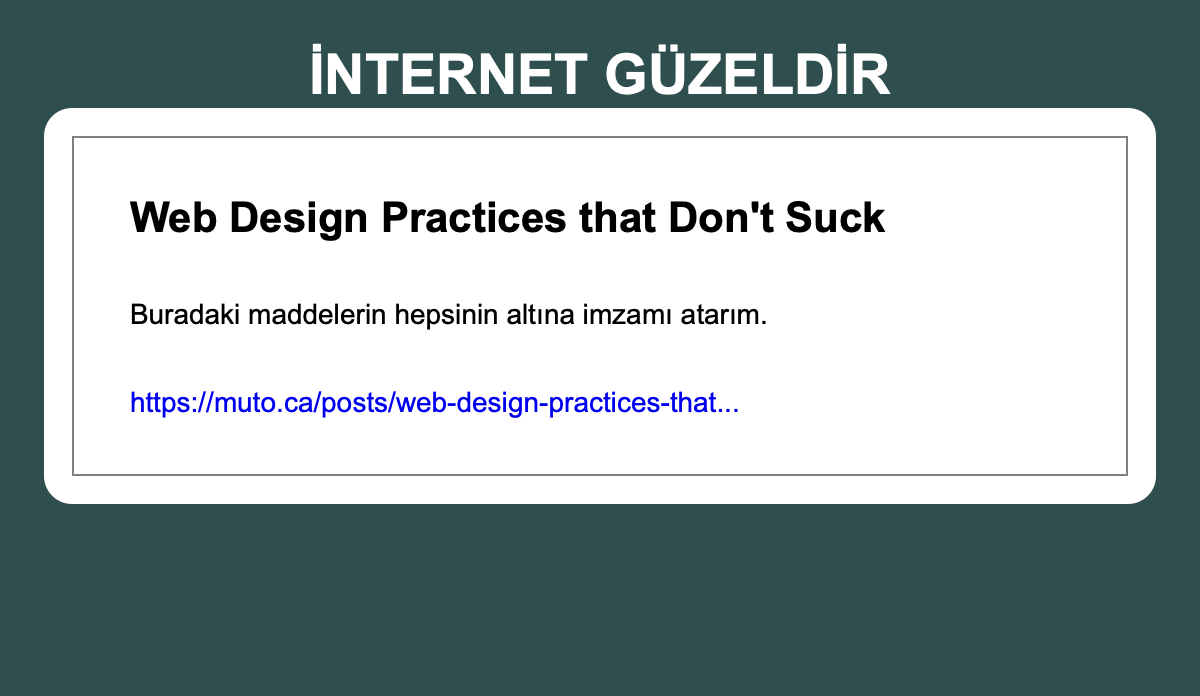 İNTERNET GÜZELDİR
Web Design Practices that Don't Suck
Buradaki maddelerin hepsinin altına imzamı atarım.
https://muto.ca/posts/web-design-practices-that...